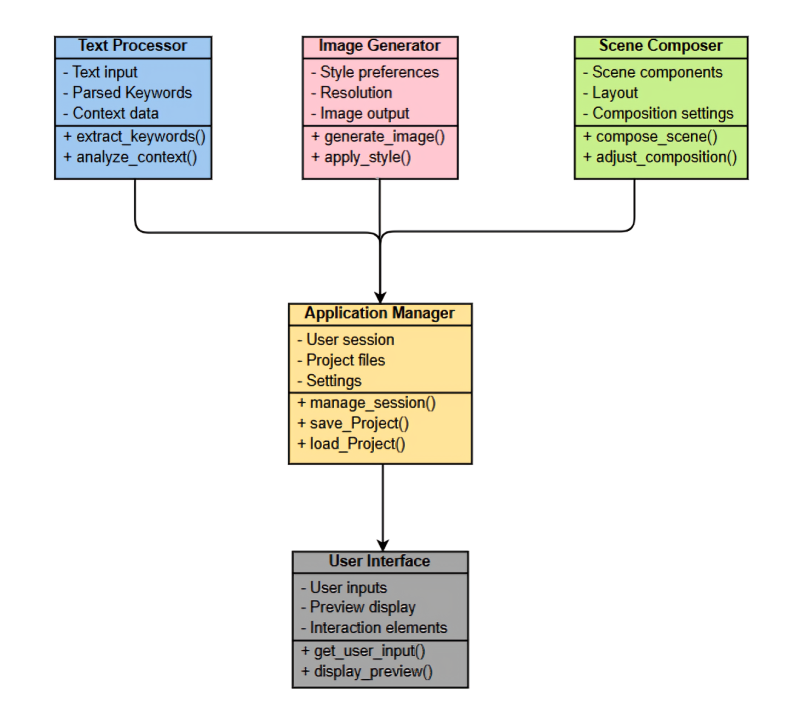 Text Processor
- Text input
- Parsed Keywords
- Context data
+ extract_keywords()
+ analyze_context()
Image Generator
- Style preferences
- Resolution
- Image output
+ generate_image()
+ apply_style()
Scene Composer
- Scene components
- Layout
- Composition settings
+ compose_scene()
+ adjust_composition()
Application Manager
- User session
- Project files
- Settings
+ manage_session()
+ save_Project()
+ load_Project()
User Interface
- User inputs
- Preview display
- Interaction elements
+ get_user_input()
+ display_preview()